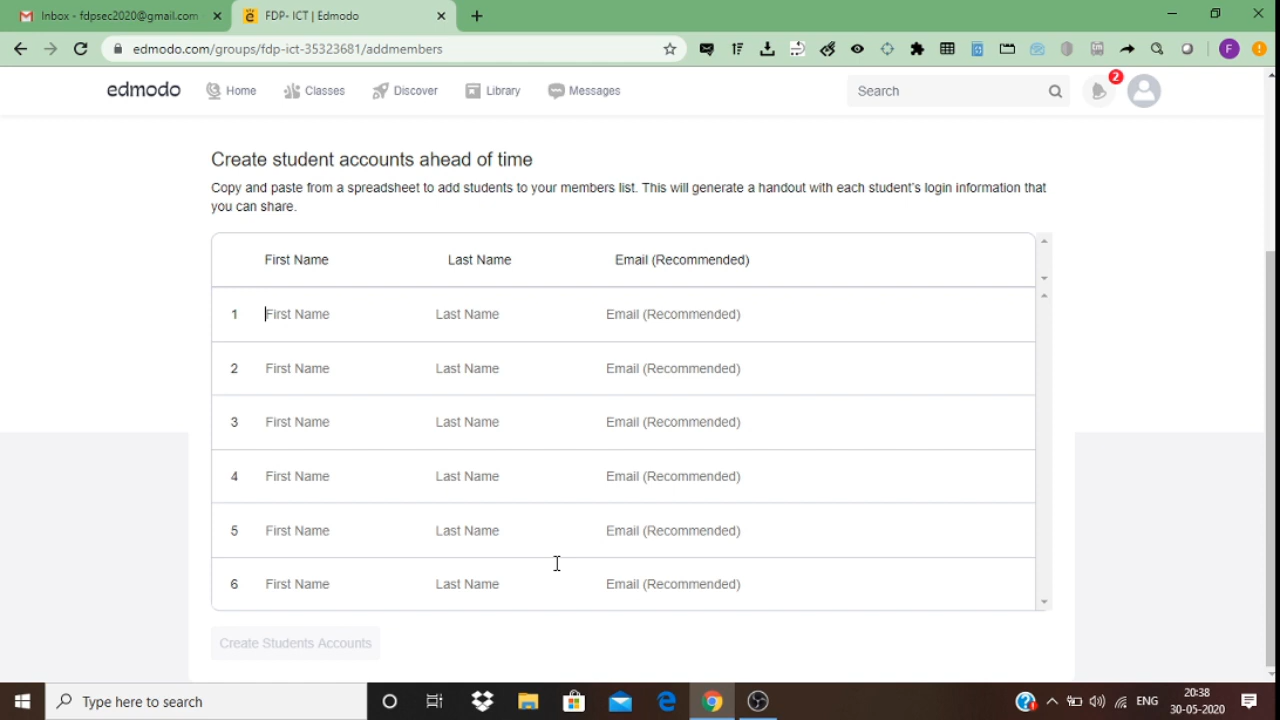 Inbox - fdpsec2020@gmail.com
FDP- ICT | Edmodo
edmodo.com/groups/fdp-ict-35323681/addmembers
F
edmodo
Home
Classes
Discover
Library
Messages
Search
2
Create student accounts ahead of time
Copy and paste from a spreadsheet to add students to your members list. This will generate a handout with each student's login information that
you can share.
First Name Last Name Email (Recommended)
1 First Name Last Name Email (Recommended)
2 First Name Last Name Email (Recommended)
3 First Name Last Name Email (Recommended)
4 First Name Last Name Email (Recommended)
5 First Name Last Name Email (Recommended)
6 First Name Last Name Email (Recommended)
Create Students Accounts
Type here to search
ENG
20:38
30-05-2020